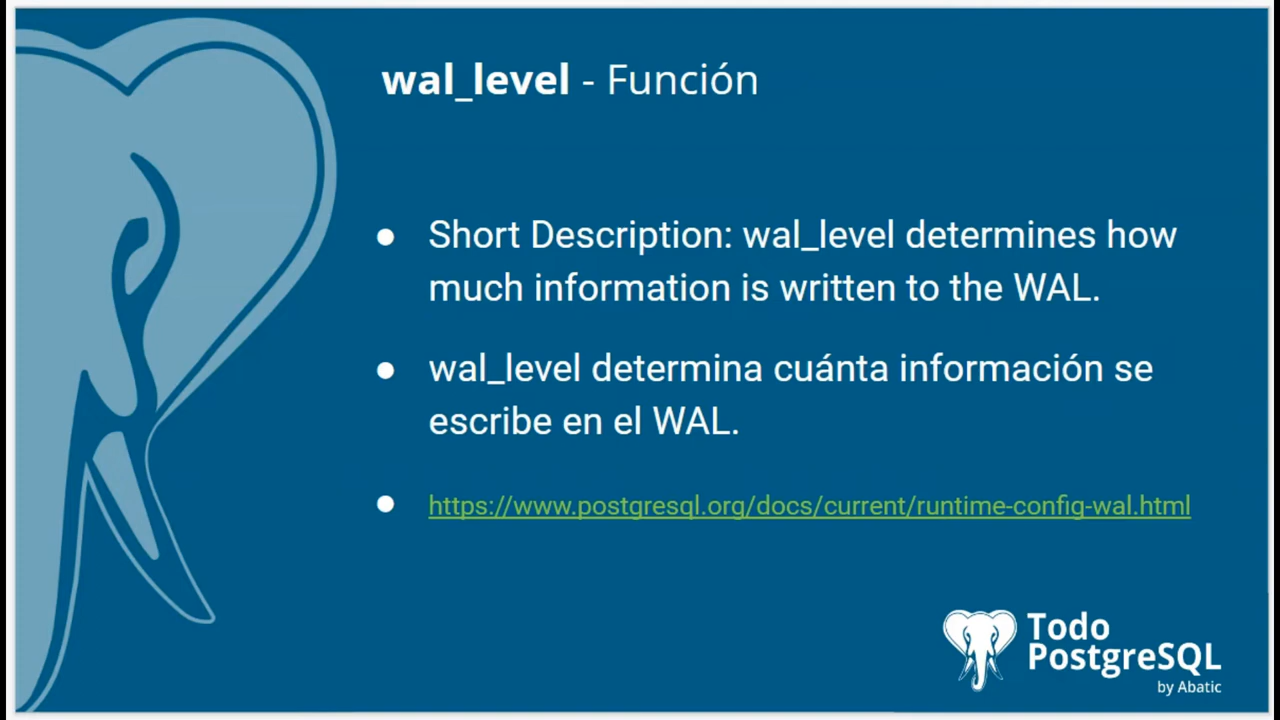 wal_level - Función
● Short Description: wal_level determines how
much information is written to the WAL.
● wal_level determina cuánta información se
escribe en el WAL.
● https://www.postgresql.org/docs/current/runtime-config-wal.html
Todo
PostgreSQL
by Abatic